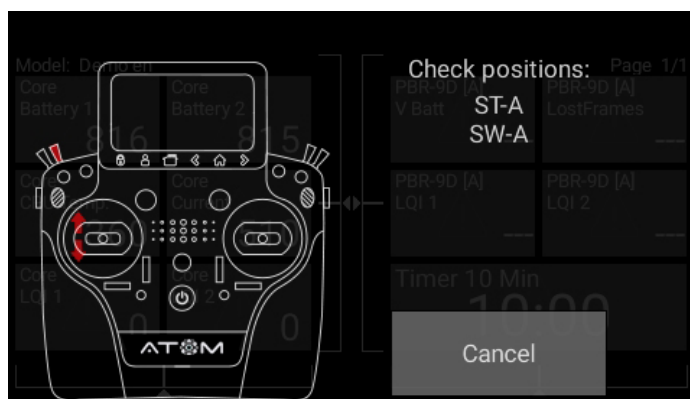 Model: Demo en
Page 1/1
Check positions:
ST-A
SW-A
Core
Battery 1
816
Core
Battery 2
815
PBR-9D [A]
V Batt
---
PBR-9D [A]
LostFrames
---
Core
Core
PBR-9D [A]
LQI 1
---
PBR-9D [A]
LQI 2
---
Core
LQI 1
0
Core
0
Timer 10 Min
10:00
ATOM
Cancel